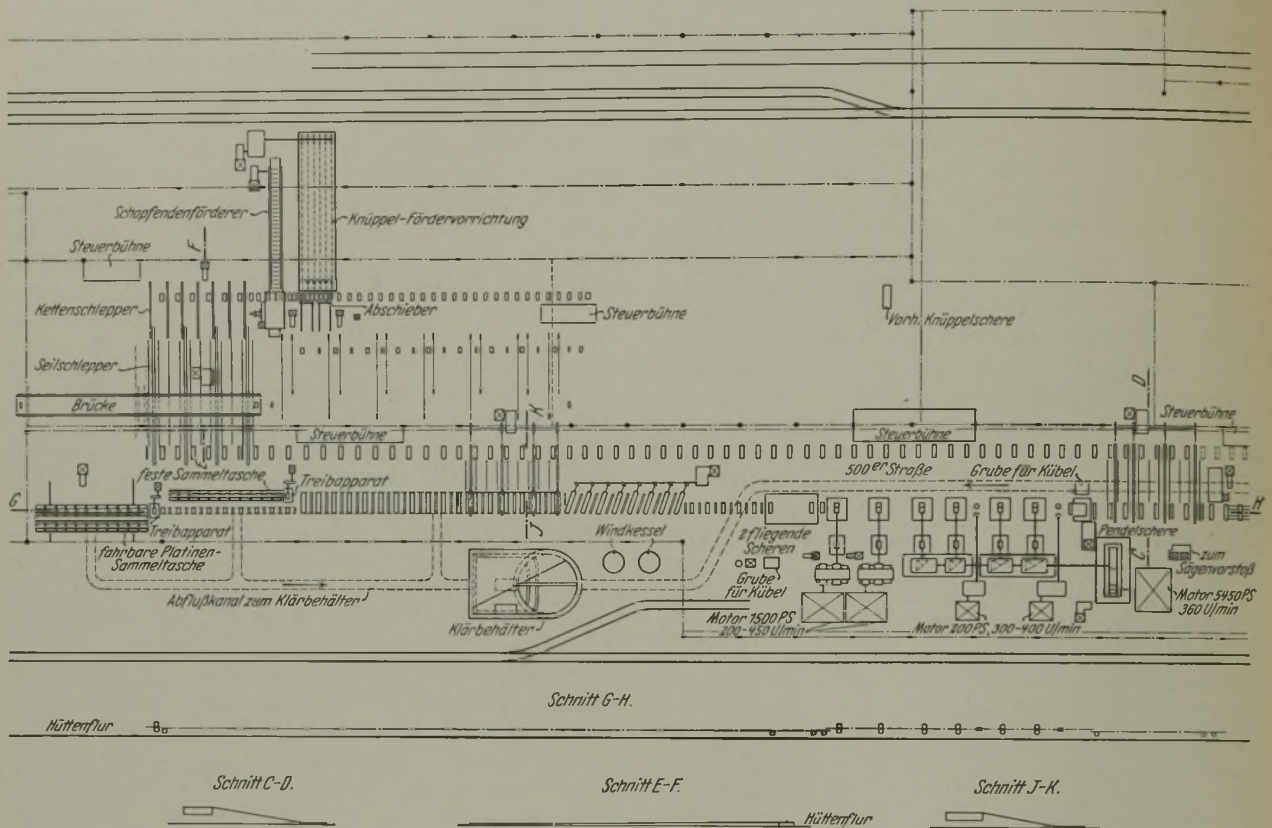 Schopfendenförderer
Knüppel-Fördervorrichtung
Steuerbühne
F
Kettenschlepper
Abschieber
Steuerbühne
Vorh. Knüppelschere
Seilschlepper
D
Brücke
K
Steuerbühne
Steuerbühne
Steuerbühne
feste Sammeltasche
Treibapparat
500er Straße
Grube für Kübel
G
H
Treibapparat
J
Windkessel
2 fliegende
Scheren
Pendelschere
C
fahrbare Platinen-
Sammeltasche
zum
Sägenvorstoß
Grube
für Kübel
Abflußkanal zum Klärbehälter
Motor 5450 PS
360 U/min
Klärbehälter
Motor 1500 PS
200-450 U/min
Motor 200 PS, 300-400 U/min
Schnitt G-H.
Hüttenflur
Schnitt C-D.
Schnitt E-F.
Schnitt J-K.
Hüttenflur